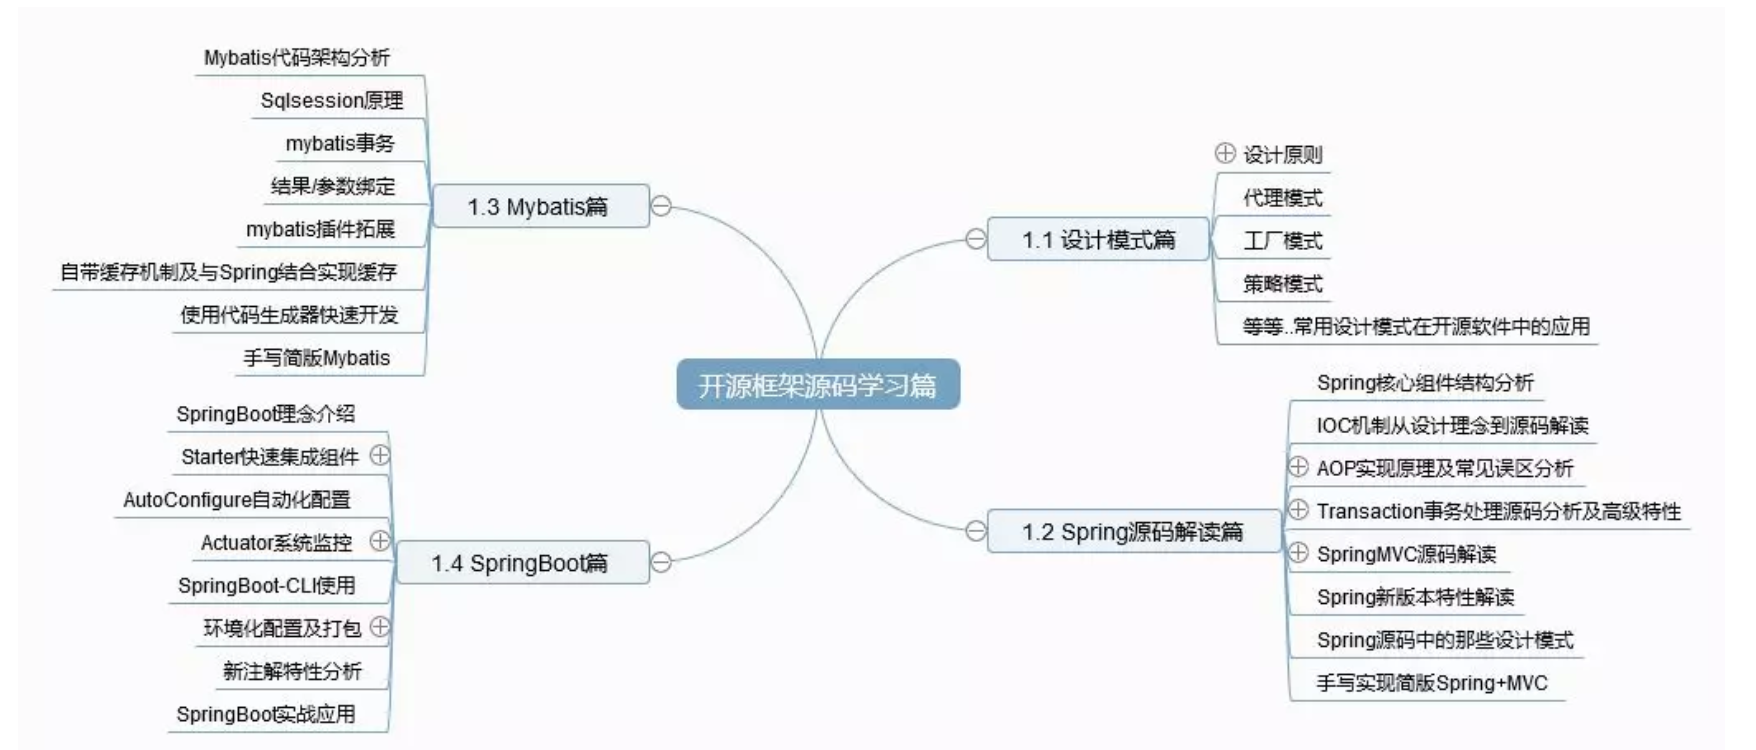 开源框架源码学习篇
1.1 设计模式篇
设计原则
代理模式
工厂模式
策略模式
等等..常用设计模式在开源软件中的应用
1.2 Spring源码解读篇
Spring核心组件结构分析
IOC机制从设计理念到源码解读
AOP实现原理及常见误区分析
Transaction事务处理源码分析及高级特性
SpringMVC源码解读
Spring新版本特性解读
Spring源码中的那些设计模式
手写实现简版Spring+MVC
1.3 Mybatis篇
Mybatis代码架构分析
Sqlsession原理
mybatis事务
结果/参数绑定
mybatis插件拓展
自带缓存机制及与Spring结合实现缓存
使用代码生成器快速开发
手写简版Mybatis
1.4 SpringBoot篇
SpringBoot理念介绍
Starter快速集成组件
AutoConfigure自动化配置
Actuator系统监控
SpringBoot-CLI使用
环境化配置及打包
新注解特性分析
SpringBoot实战应用